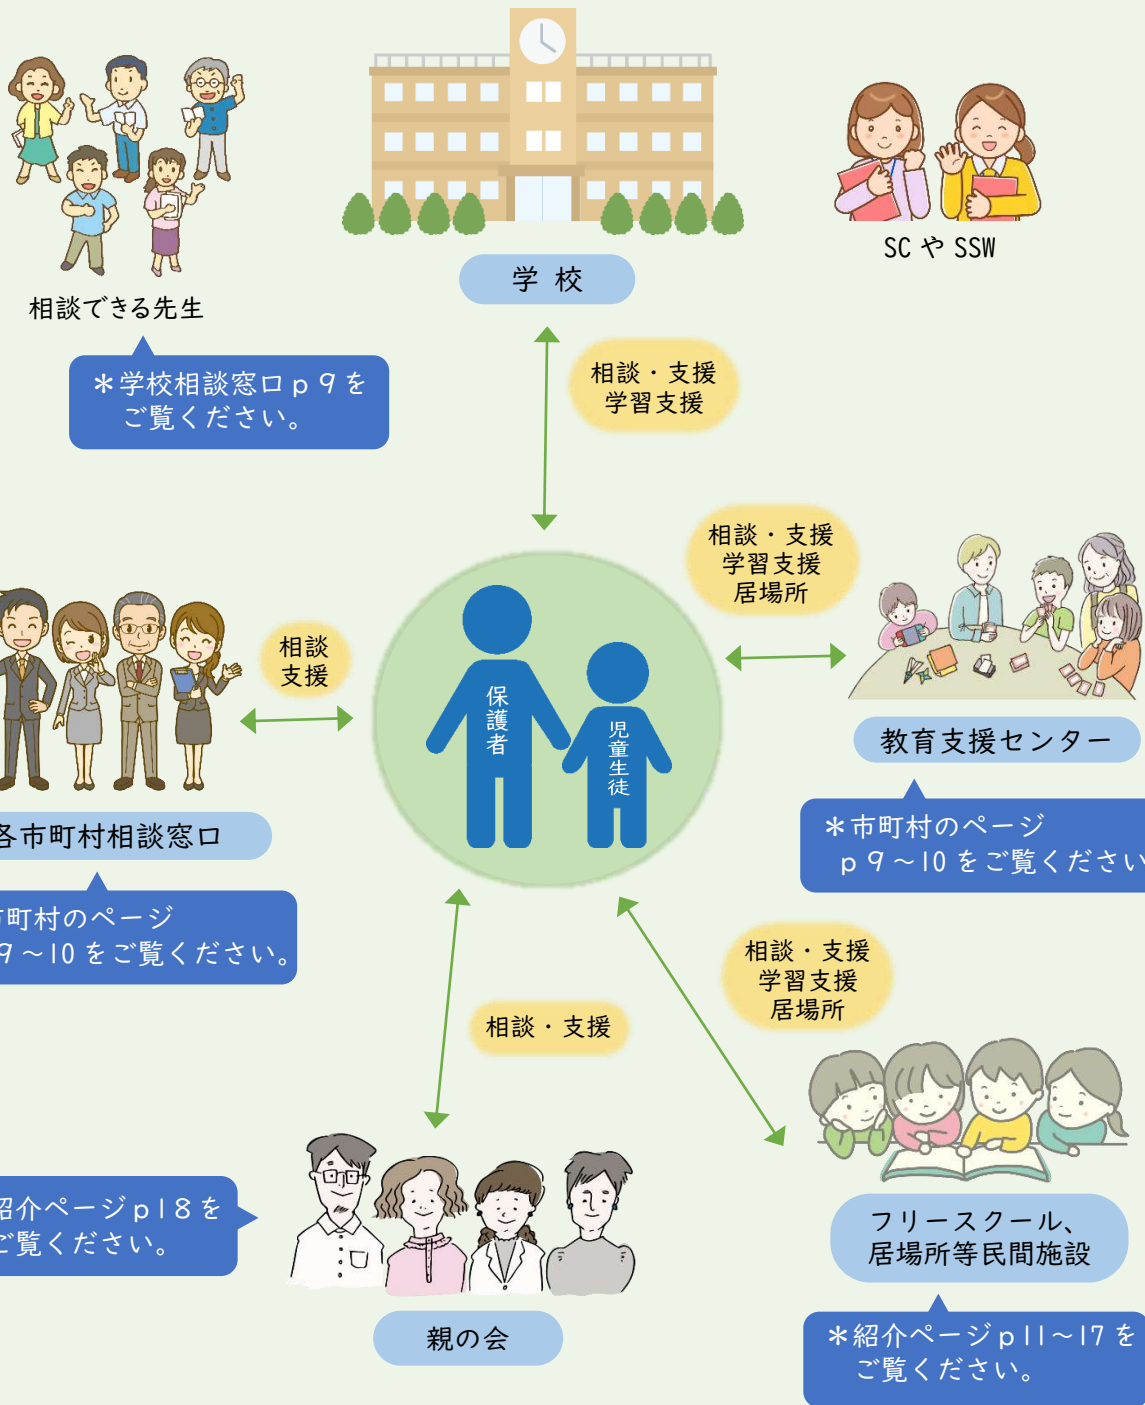 相談できる先生
学校
SC や SSW
＊学校相談窓口 p 9 を
ご覧ください。
相談・支援
学習支援
相談・支援
学習支援
居場所
相談
支援
保護者
児童生徒
教育支援センター
＊市町村のページ
p 9～10 をご覧ください
各市町村相談窓口
市町村のページ
9～10 をご覧ください。
相談・支援
相談・支援
学習支援
居場所
紹介ページ p18 を
ご覧ください。
親の会
フリースクール、
居場所等民間施設
＊紹介ページ p11～17 を
ご覧ください。